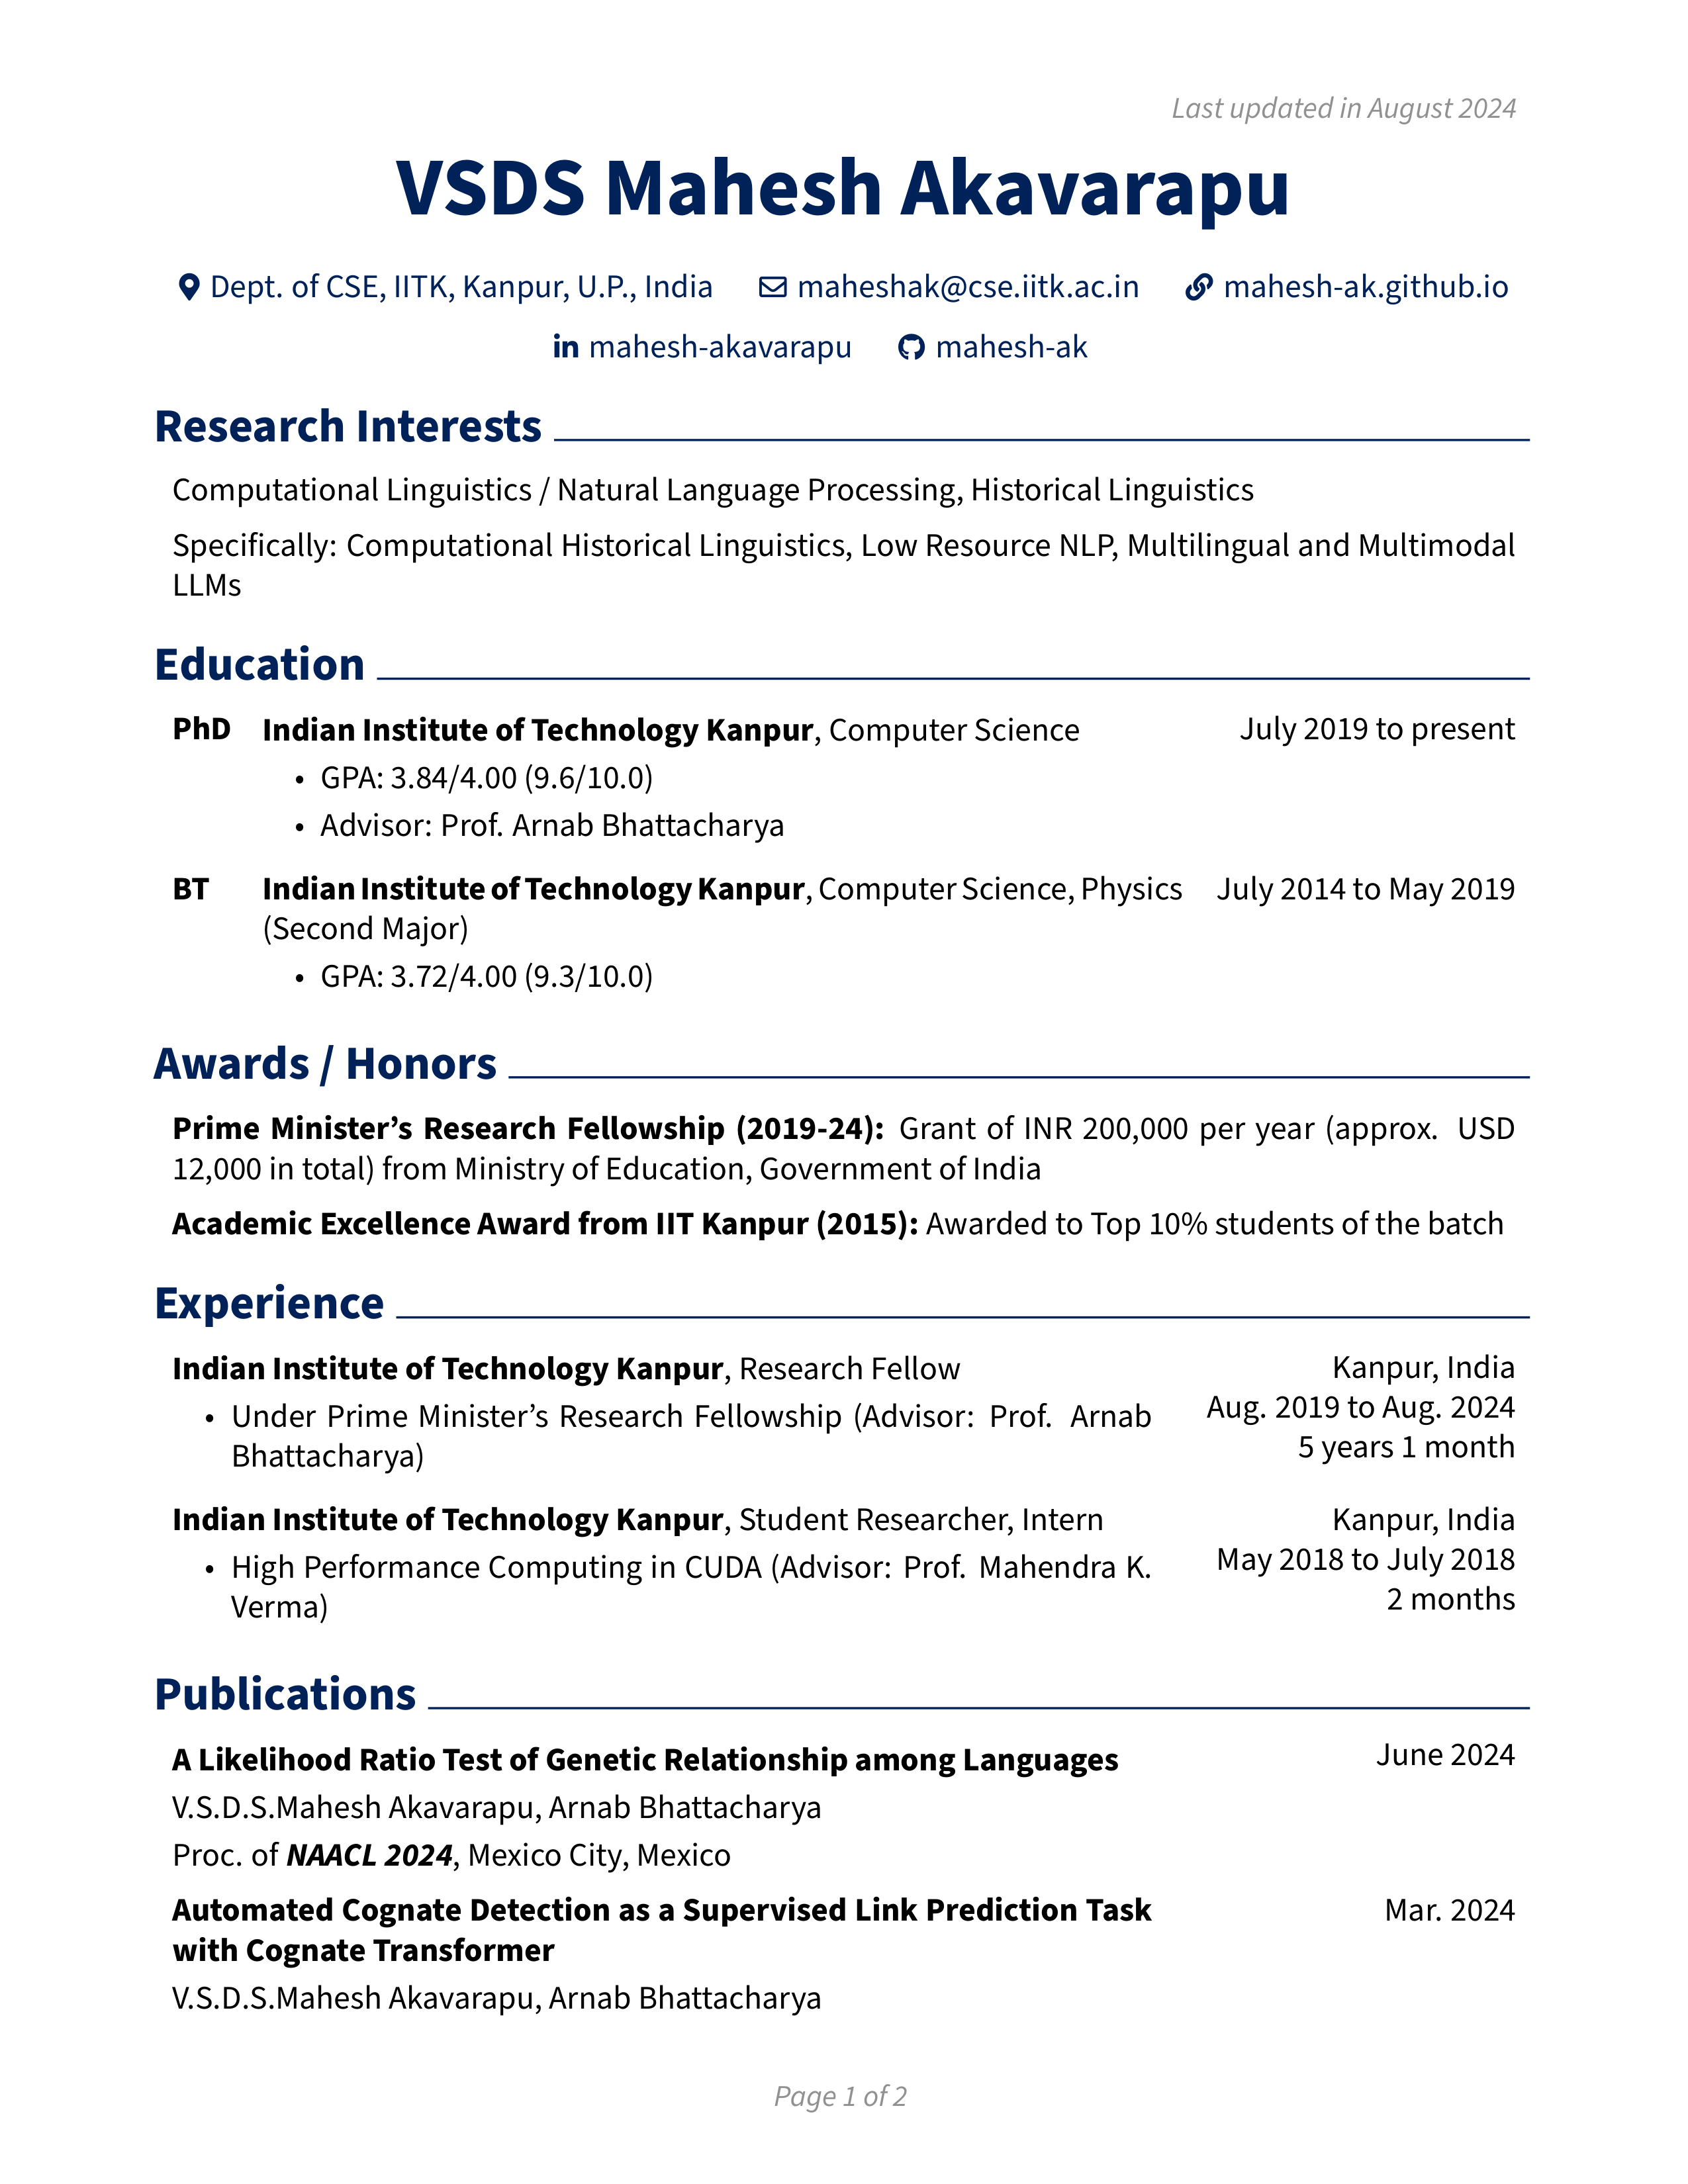 Last updated in August 2024
VSDS Mahesh Akavarapu
Dept. of CSE, IITK, Kanpur, U.P., India maheshak@cse.iitk.ac.in mahesh-ak.github.io
in mahesh-akavarapu mahesh-ak
Research Interests
Computational Linguistics / Natural Language Processing, Historical Linguistics
Specifically: Computational Historical Linguistics, Low Resource NLP, Multilingual and Multimodal
LLMs
Education
PhD Indian Institute of Technology Kanpur, Computer Science July 2019 to present
• GPA: 3.84/4.00 (9.6/10.0)
• Advisor: Prof. Arnab Bhattacharya
BT Indian Institute of Technology Kanpur, Computer Science, Physics July 2014 to May 2019
(Second Major)
• GPA: 3.72/4.00 (9.3/10.0)
Awards / Honors
Prime Minister’s Research Fellowship (2019-24): Grant of INR 200,000 per year (approx. USD
12,000 in total) from Ministry of Education, Government of India
Academic Excellence Award from IIT Kanpur (2015): Awarded to Top 10% students of the batch
Experience
Indian Institute of Technology Kanpur, Research Fellow Kanpur, India
• Under Prime Minister’s Research Fellowship (Advisor: Prof. Arnab Aug. 2019 to Aug. 2024
Bhattacharya) 5 years 1 month
Indian Institute of Technology Kanpur, Student Researcher, Intern Kanpur, India
• High Performance Computing in CUDA (Advisor: Prof. Mahendra K. May 2018 to July 2018
Verma) 2 months
Publications
A Likelihood Ratio Test of Genetic Relationship among Languages June 2024
V.S.D.S.Mahesh Akavarapu, Arnab Bhattacharya
Proc. of NAACL 2024, Mexico City, Mexico
Automated Cognate Detection as a Supervised Link Prediction Task Mar. 2024
with Cognate Transformer
V.S.D.S.Mahesh Akavarapu, Arnab Bhattacharya
Page 1 of 2